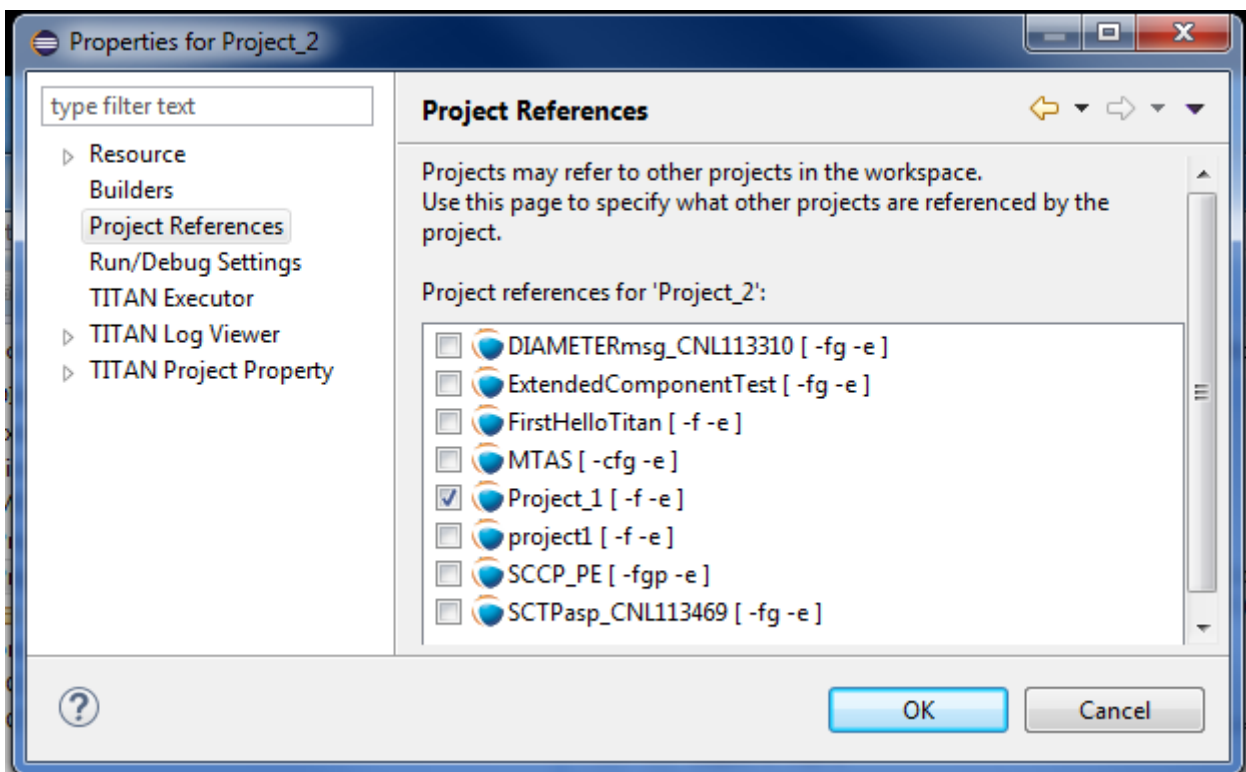 Properties for Project_2
type filter text
Resource
Builders
Project References
Run/Debug Settings
TITAN Executor
TITAN Log Viewer
TITAN Project Property
Project References
Projects may refer to other projects in the workspace.
Use this page to specify what other projects are referenced by the
project.
Project references for 'Project_2':
DIAMETERmsg_CNL113310 [ -fg -e ]
ExtendedComponentTest [ -fg -e ]
FirstHelloTitan [ -f -e ]
MTAS [ -cfg -e ]
Project_1 [ -f -e ]
project1 [ -f -e ]
SCCP_PE [ -fgp -e ]
SCTPasp_CNL113469 [ -fg -e ]
OK
Cancel